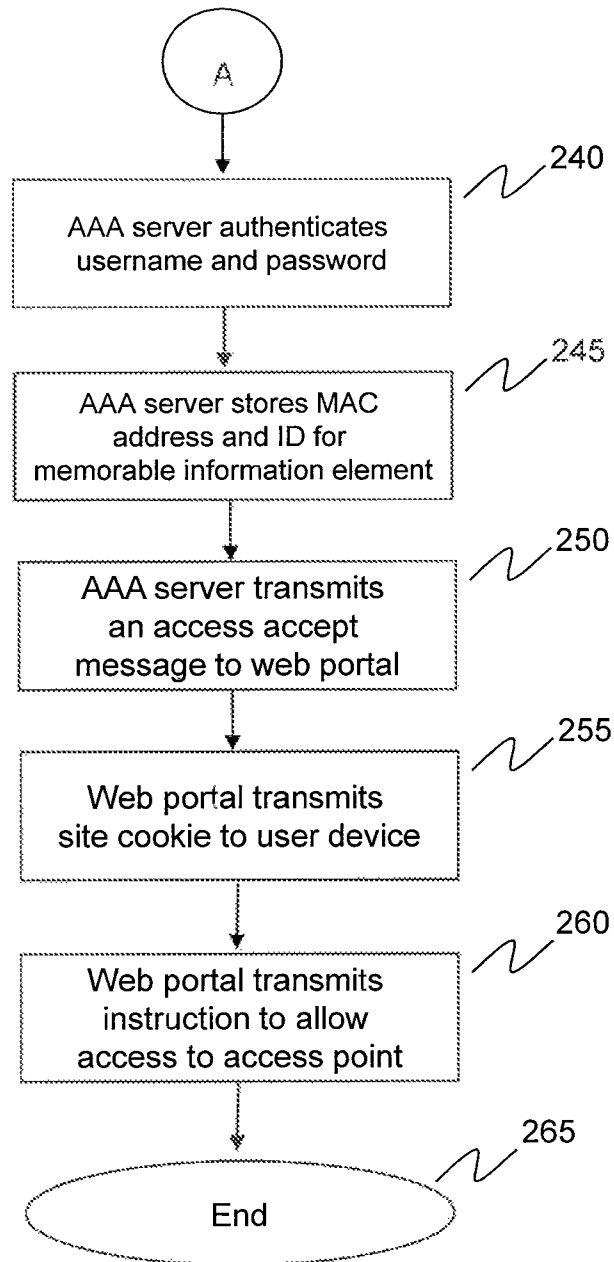 A
240
AAA server authenticates
username and password
245
AAA server stores MAC
address and ID for
memorable information element
250
AAA server transmits
an access accept
message to web portal
255
Web portal transmits
site cookie to user device
260
Web portal transmits
instruction to allow
access to access point
265
End